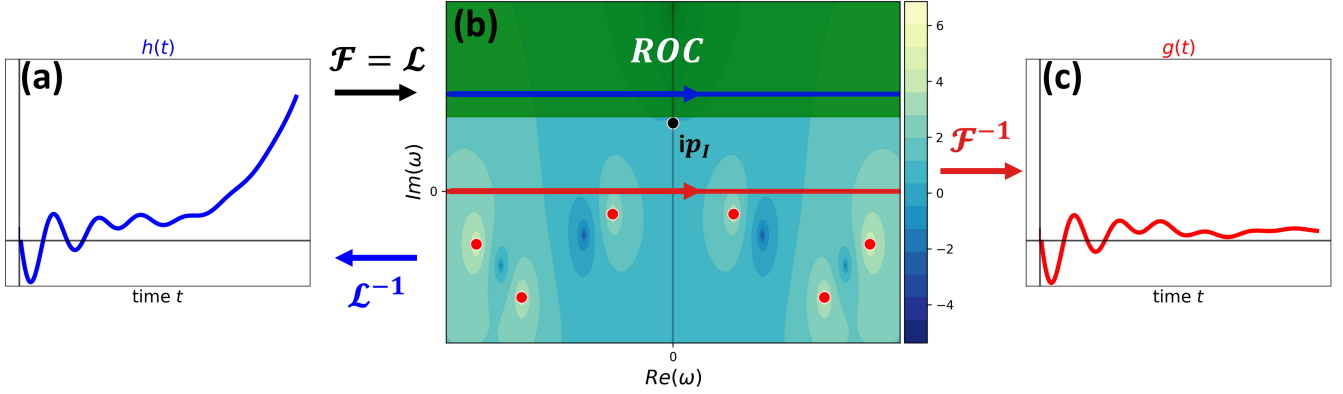 (a)
h(t)
time t
ℱ = ℒ
ℒ⁻¹
(b)
ROC
ip_I
Im(ω)
0
0
Re(ω)
6
4
2
0
−2
−4
ℱ⁻¹
(c)
g(t)
time t